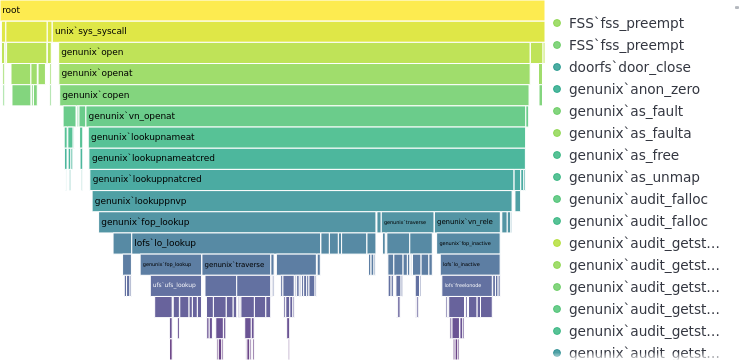 root
unix`sys_syscall
genunix`open
genunix`openat
genunix`copen
genunix`vn_openat
genunix`lookupnameat
genunix`lookupnameatcred
genunix`lookuppnatcred
genunix`lookuppnvp
genunix`fop_lookup
genunix`traverse
genunix`vn_rele
lofs`lo_lookup
genunix`fop_inactive
genunix`fop_lookup
genunix`traverse
lofs`lo_inactive
ufs`ufs_lookup
lofs`freelonode
FSS`fss_preempt
FSS`fss_preempt
doorfs`door_close
genunix`anon_zero
genunix`as_fault
genunix`as_faulta
genunix`as_free
genunix`as_unmap
genunix`audit_falloc
genunix`audit_falloc
genunix`audit_getst...
genunix`audit_getst...
genunix`audit_getst...
genunix`audit_getst...
genunix`audit_getst...
genunix`audit_getst...